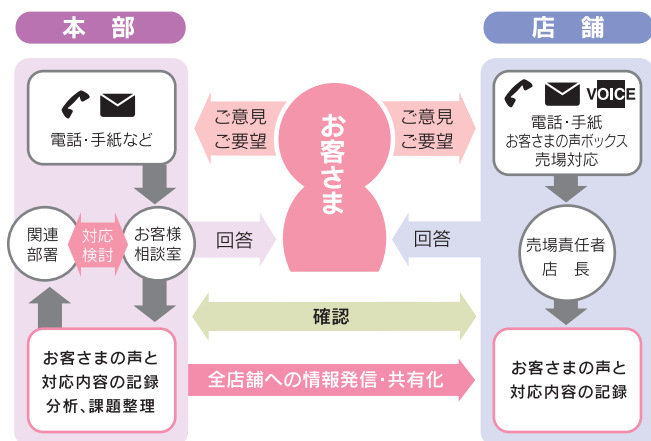 本部
店舗
電話・手紙など
ご意見
ご要望
お客さま
ご意見
ご要望
VOICE
電話・手紙
お客さまの声ボックス
売場対応
関連
部署
対応
検討
お客様
相談室
回答
回答
売場責任者
店長
確認
お客さまの声と
対応内容の記録
分析、課題整理
全店舗への情報発信・共有化
お客さまの声と
対応内容の記録